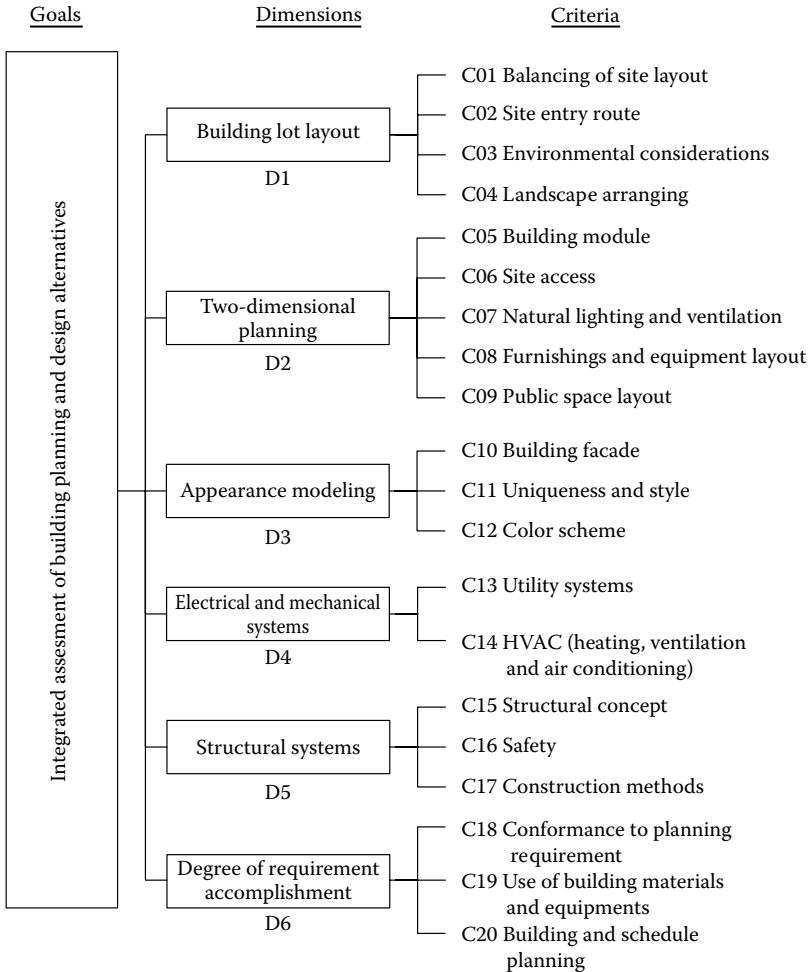 Goals
Dimensions
Criteria
Integrated assesment of building planning and design alternatives
Building lot layout
D1
C01 Balancing of site layout
C02 Site entry route
C03 Environmental considerations
C04 Landscape arranging
Two-dimensional
planning
D2
C05 Building module
C06 Site access
C07 Natural lighting and ventilation
C08 Furnishings and equipment layout
C09 Public space layout
Appearance modeling
D3
C10 Building facade
C11 Uniqueness and style
C12 Color scheme
Electrical and mechanical
systems
D4
C13 Utility systems
C14 HVAC (heating, ventilation
and air conditioning)
Structural systems
D5
C15 Structural concept
C16 Safety
C17 Construction methods
Degree of requirement
accomplishment
D6
C18 Conformance to planning
requirement
C19 Use of building materials
and equipments
C20 Building and schedule
planning